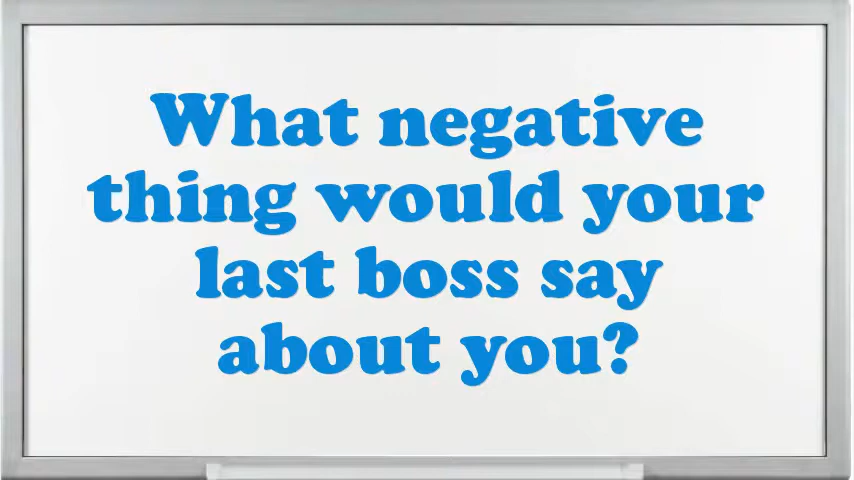 What negative
thing would your
last boss say
about you?